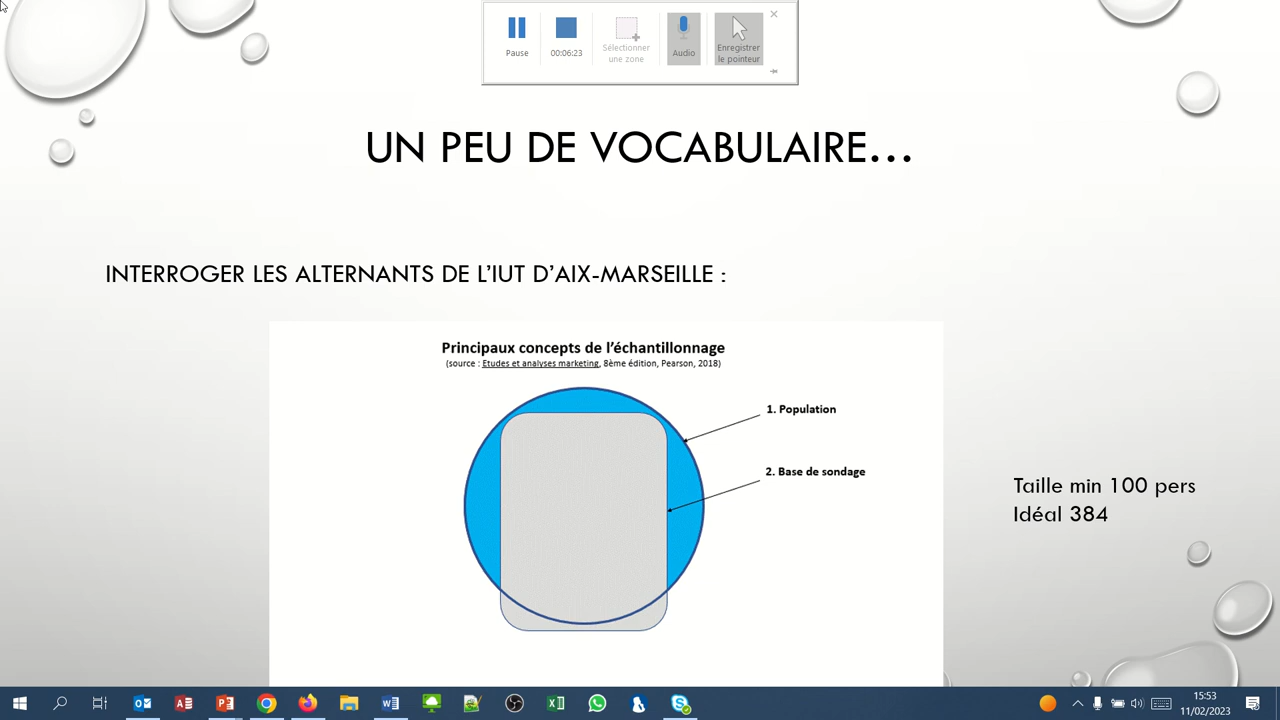 Pause
00:06:23
Sélectionner
une zone
Audio
Enregistrer
le pointeur
UN PEU DE VOCABULAIRE…
INTERROGER LES ALTERNANTS DE L’IUT D’AIX-MARSEILLE :
Principaux concepts de l’échantillonnage
(source : Etudes et analyses marketing, 8ème édition, Pearson, 2018)
1. Population
2. Base de sondage
Taille min 100 pers
Idéal 384
15:53
11/02/2023